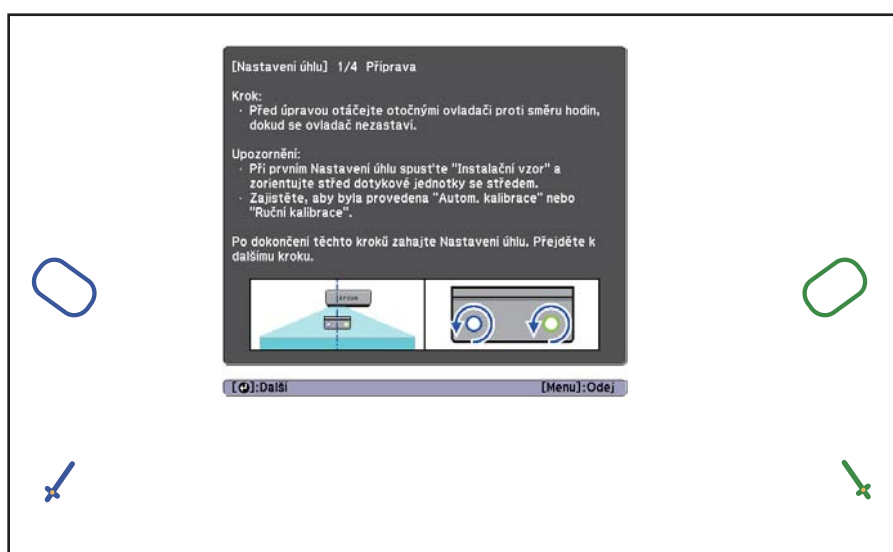 [Nastavení úhlu] 1/4 Příprava
Krok:
· Před úpravou otáčejte otočnými ovladači proti směru hodin,
dokud se ovladač nezastaví.
Upozornění:
· Při prvním Nastavení úhlu spusťte "Instalační vzor" a
zorientujte střed dotykové jednotky se středem.
· Zajistěte, aby byla provedena "Autom. kalibrace" nebo
"Ruční kalibrace".
Po dokončení těchto kroků zahajte Nastavení úhlu. Přejděte k
dalšímu kroku.
EPSON
[⏎]:Další [Menu]:Odej